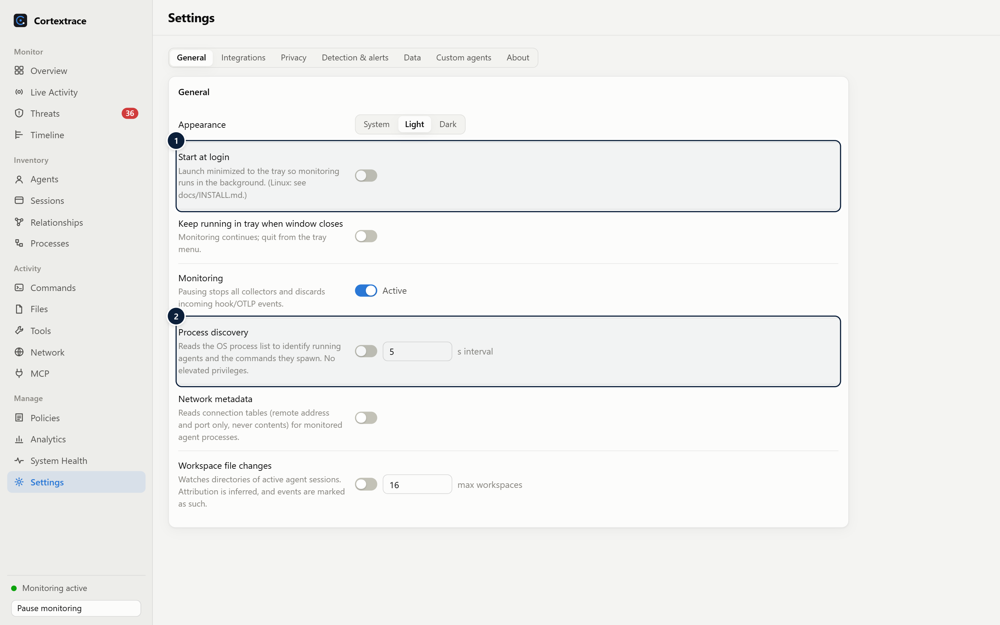 Cortextrace
Monitor
Overview
Live Activity
Threats 36
Timeline
Inventory
Agents
Sessions
Relationships
Processes
Activity
Commands
Files
Tools
Network
MCP
Manage
Policies
Analytics
System Health
Settings
Monitoring active
Pause monitoring
Settings
General Integrations Privacy Detection & alerts Data Custom agents About
General
Appearance System Light Dark
1
Start at login
Launch minimized to the tray so monitoring
runs in the background. (Linux: see
docs/INSTALL.md.)
Keep running in tray when window closes
Monitoring continues; quit from the tray
menu.
Monitoring
Pausing stops all collectors and discards
incoming hook/OTLP events.
Active
2
Process discovery
Reads the OS process list to identify running
agents and the commands they spawn. No
elevated privileges.
5 s interval
Network metadata
Reads connection tables (remote address
and port only, never contents) for monitored
agent processes.
Workspace file changes
Watches directories of active agent sessions.
Attribution is inferred, and events are marked
as such.
16 max workspaces